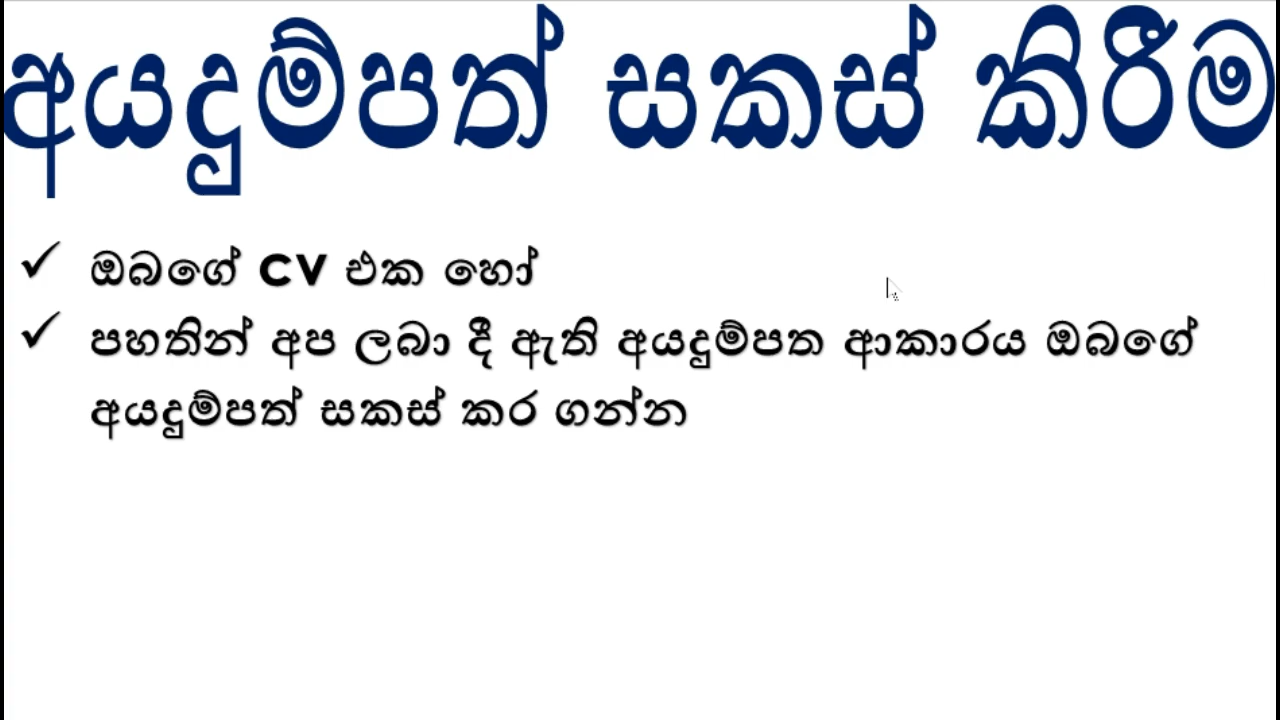 අයදුම්පත් සකස් කිරීම
✓ ඔබගේ CV එක හෝ
✓ පහතින් අප ලබා දී ඇති අයදුම්පත ආකාරය ඔබගේ
අයදුම්පත් සකස් කර ගන්න